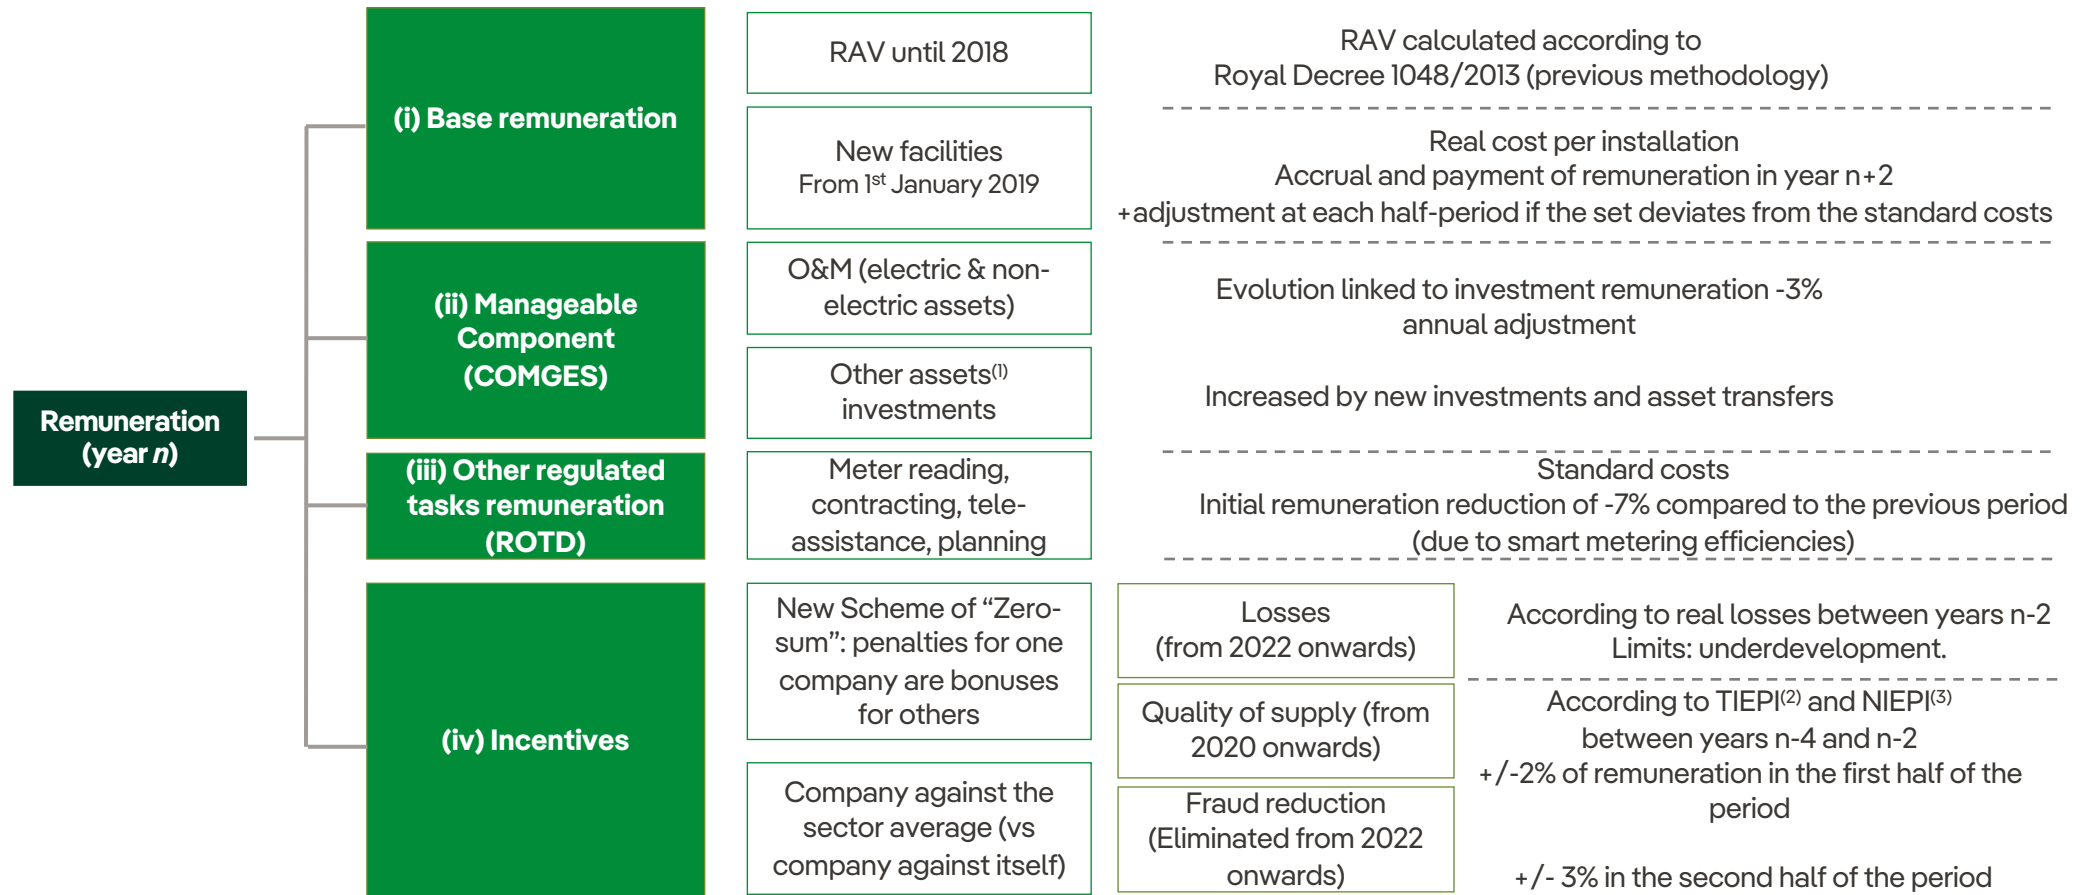 Remuneration
(year n)
(i) Base remuneration
RAV until 2018
RAV calculated according to
Royal Decree 1048/2013 (previous methodology)
New facilities
From 1st January 2019
Real cost per installation
Accrual and payment of remuneration in year n+2
+adjustment at each half-period if the set deviates from the standard costs
(ii) Manageable
Component
(COMGES)
O&M (electric & non-
electric assets)
Evolution linked to investment remuneration -3%
annual adjustment
Other assets(1)
investments
Increased by new investments and asset transfers
(iii) Other regulated
tasks remuneration
(ROTD)
Meter reading,
contracting, tele-
assistance, planning
Standard costs
Initial remuneration reduction of -7% compared to the previous period
(due to smart metering efficiencies)
(iv) Incentives
New Scheme of “Zero-
sum”: penalties for one
company are bonuses
for others
Company against the
sector average (vs
company against itself)
Losses
(from 2022 onwards)
According to real losses between years n-2
Limits: underdevelopment.
Quality of supply (from
2020 onwards)
According to TIEPI(2) and NIEPI(3)
between years n-4 and n-2
+/-2% of remuneration in the first half of the
period
Fraud reduction
(Eliminated from 2022
onwards)
+/- 3% in the second half of the period